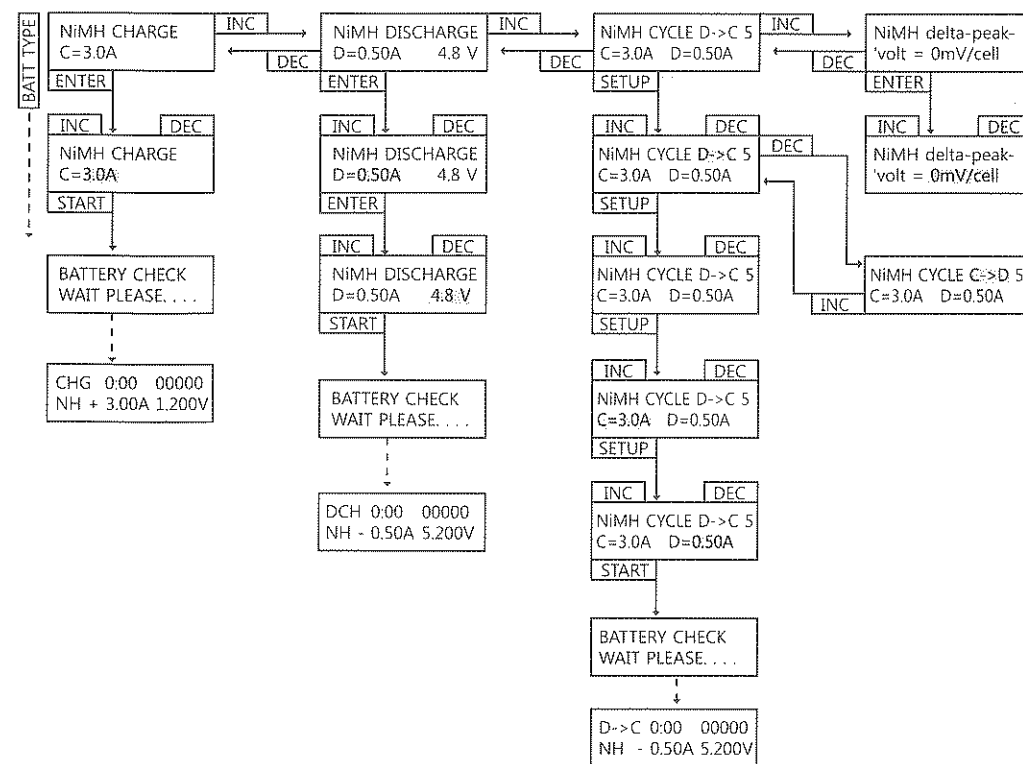 BATT TYPE
NiMH CHARGE
C=3.0A
INC
DEC
NiMH DISCHARGE
D=0.50A 4.8 V
INC
DEC
NiMH CYCLE D->C 5
C=3.0A D=0.50A
INC
DEC
NiMH delta-peak-
'volt = 0mV/cell
ENTER
ENTER
SETUP
ENTER
INC DEC
NiMH CHARGE
C=3.0A
START
BATTERY CHECK
WAIT PLEASE. . . .
CHG 0:00 00000
NH + 3.00A 1.200V
INC DEC
NiMH DISCHARGE
D=0.50A 4.8 V
ENTER
INC DEC
NiMH DISCHARGE
D=0.50A 4.8 V
START
BATTERY CHECK
WAIT PLEASE. . . .
DCH 0:00 00000
NH - 0.50A 5.200V
INC DEC
NiMH CYCLE D->C 5
C=3.0A D=0.50A
SETUP
DEC
NiMH CYCLE C->D 5
C=3.0A D=0.50A
INC
INC DEC
NiMH CYCLE D->C 5
C=3.0A D=0.50A
SETUP
INC DEC
NiMH CYCLE D->C 5
C=3.0A D=0.50A
SETUP
INC DEC
NiMH CYCLE D->C 5
C=3.0A D=0.50A
START
BATTERY CHECK
WAIT PLEASE. . . .
D->C 0:00 00000
NH - 0.50A 5.200V
INC DEC
NiMH delta-peak-
'volt = 0mV/cell